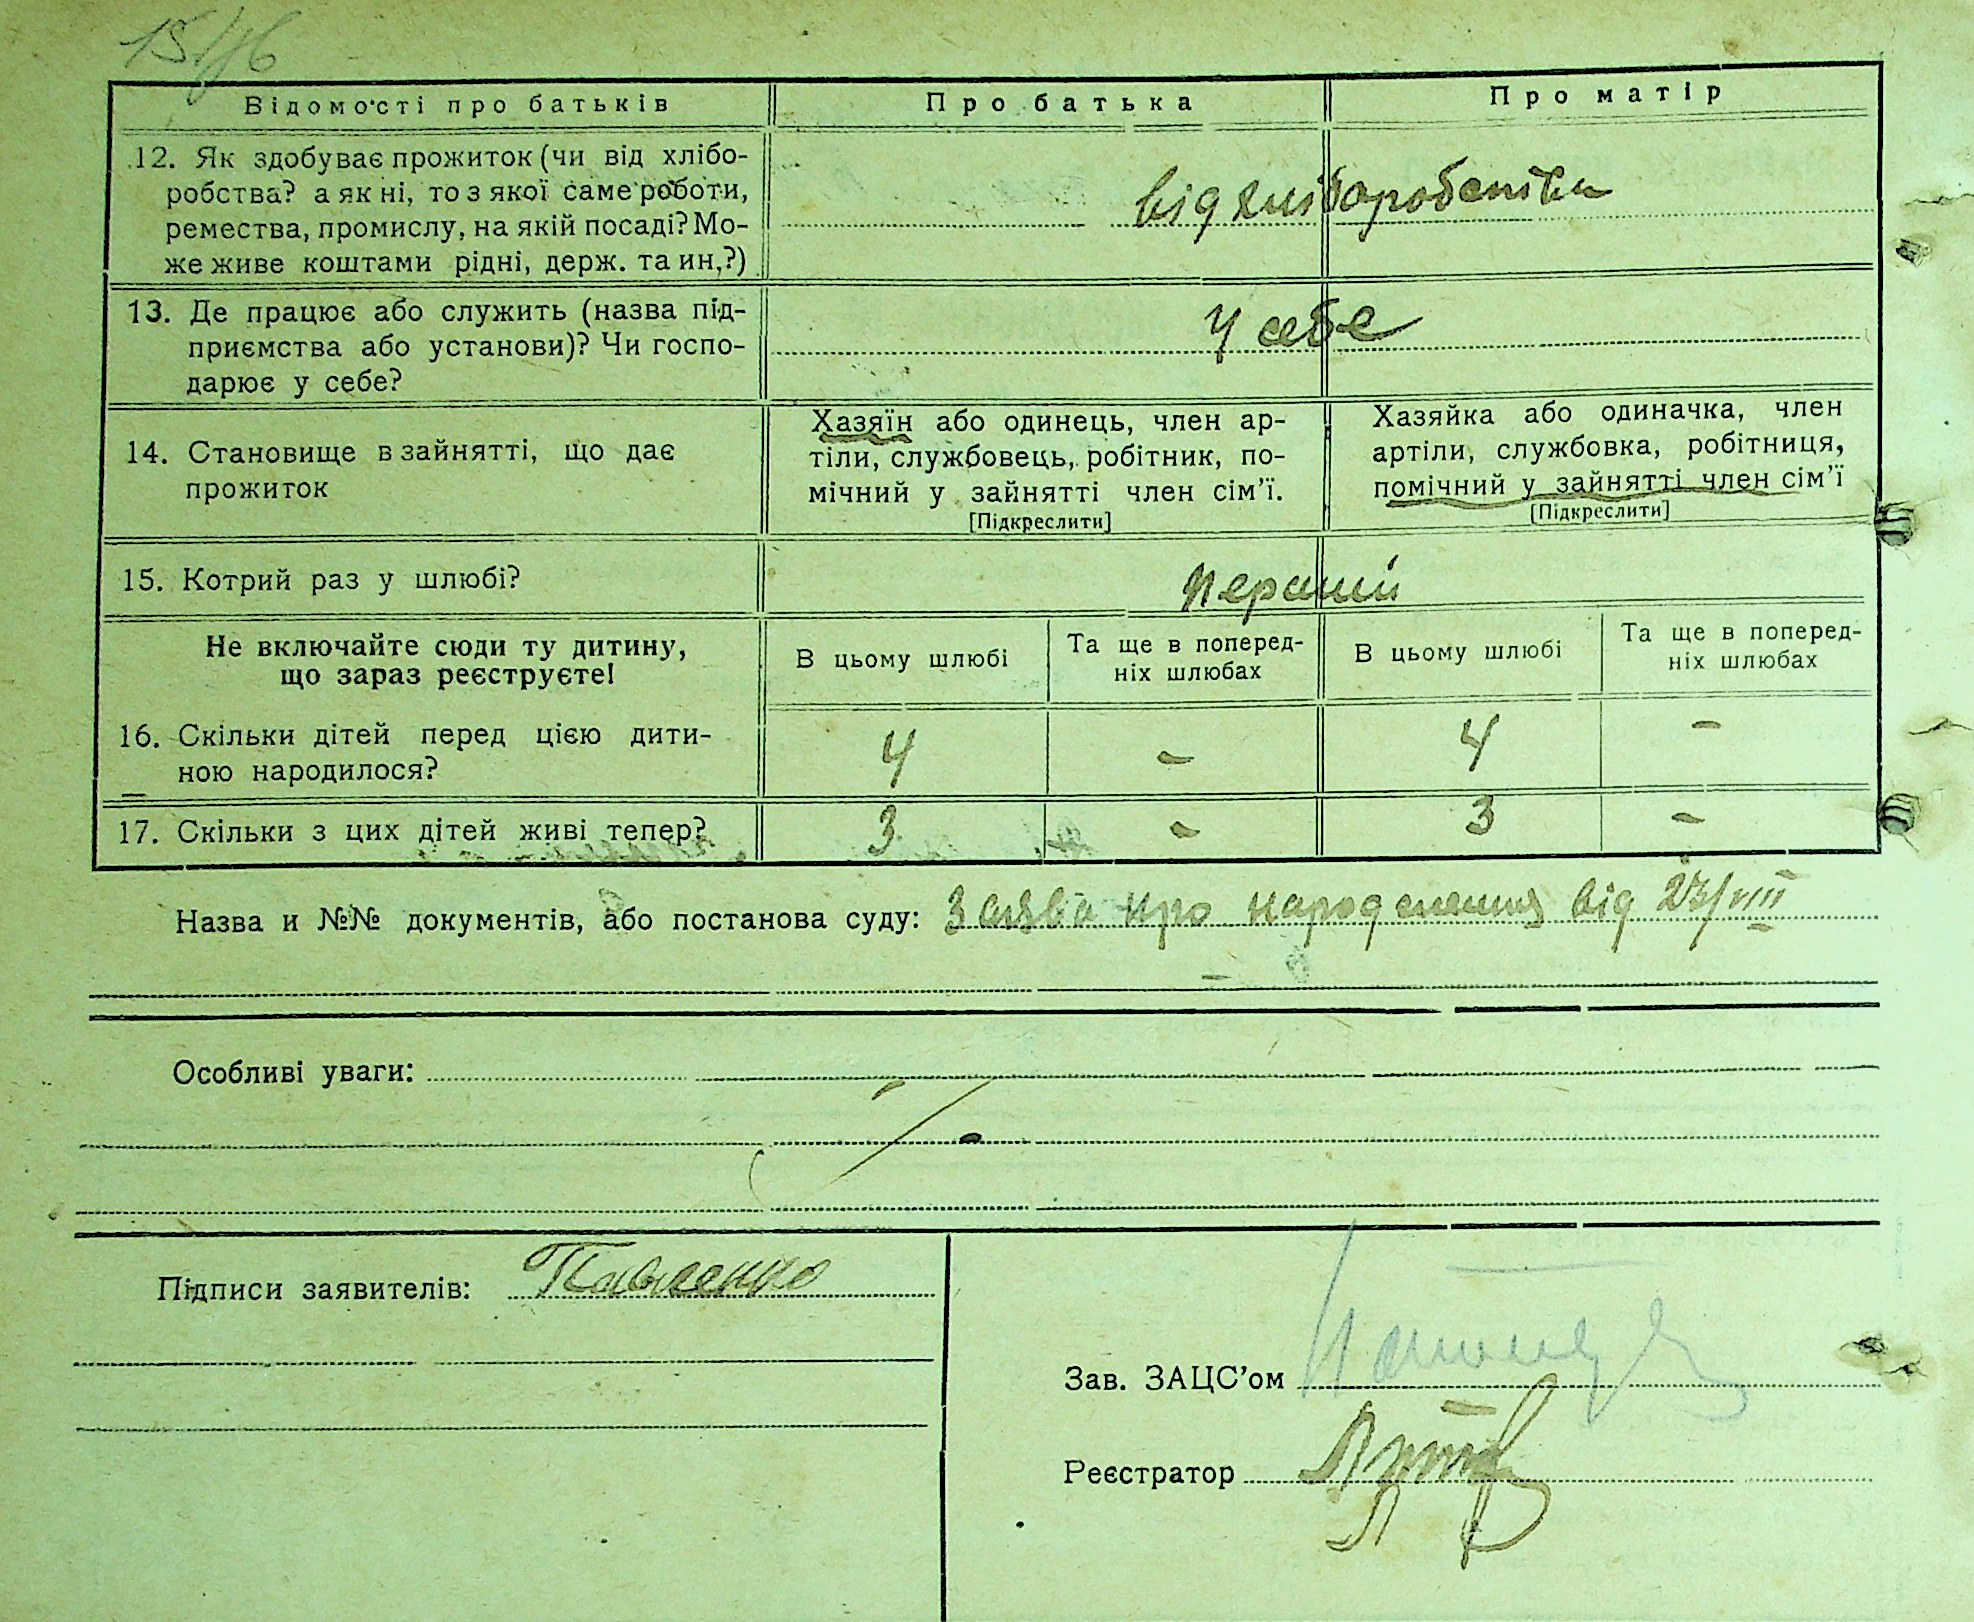 15/16
Відомості про батьків
Про батька
Про матір
12. Як здобуває прожиток (чи від хлібо-
робства? а як ні, то з якої саме роботи,
ремества, промислу, на якій посаді? Мо-
же живе коштами рідні, держ. та ин,?)
від хліборобства
13. Де працює або служить (назва під-
приємства або установи)? Чи госпо-
дарює у себе?
у себе
14. Становище в зайнятті, що дає
прожиток
Хазяїн або одинець, член ар-
тіли, службовець, робітник, по-
мічний у зайнятті член сім'ї.
[Підкреслити]
Хазяйка або одиначка, член
артіли, службовка, робітниця,
помічний у зайнятті член сім'ї
[Підкреслити]
15. Котрий раз у шлюбі?
перший
Не включайте сюди ту дитину,
що зараз реєструєте!
В цьому шлюбі
Та ще в поперед-
ніх шлюбах
В цьому шлюбі
Та ще в поперед-
ніх шлюбах
16. Скільки дітей перед цією дити-
ною народилося?
4 - 4 -
17. Скільки з цих дітей живі тепер?
3 - 3 -
Назва и №№ документів, або постанова суду: Заява про народження від 23/VIII
Особливі уваги:
Підписи заявителів: Павленко
Зав. ЗАЦС'ом
Реєстратор